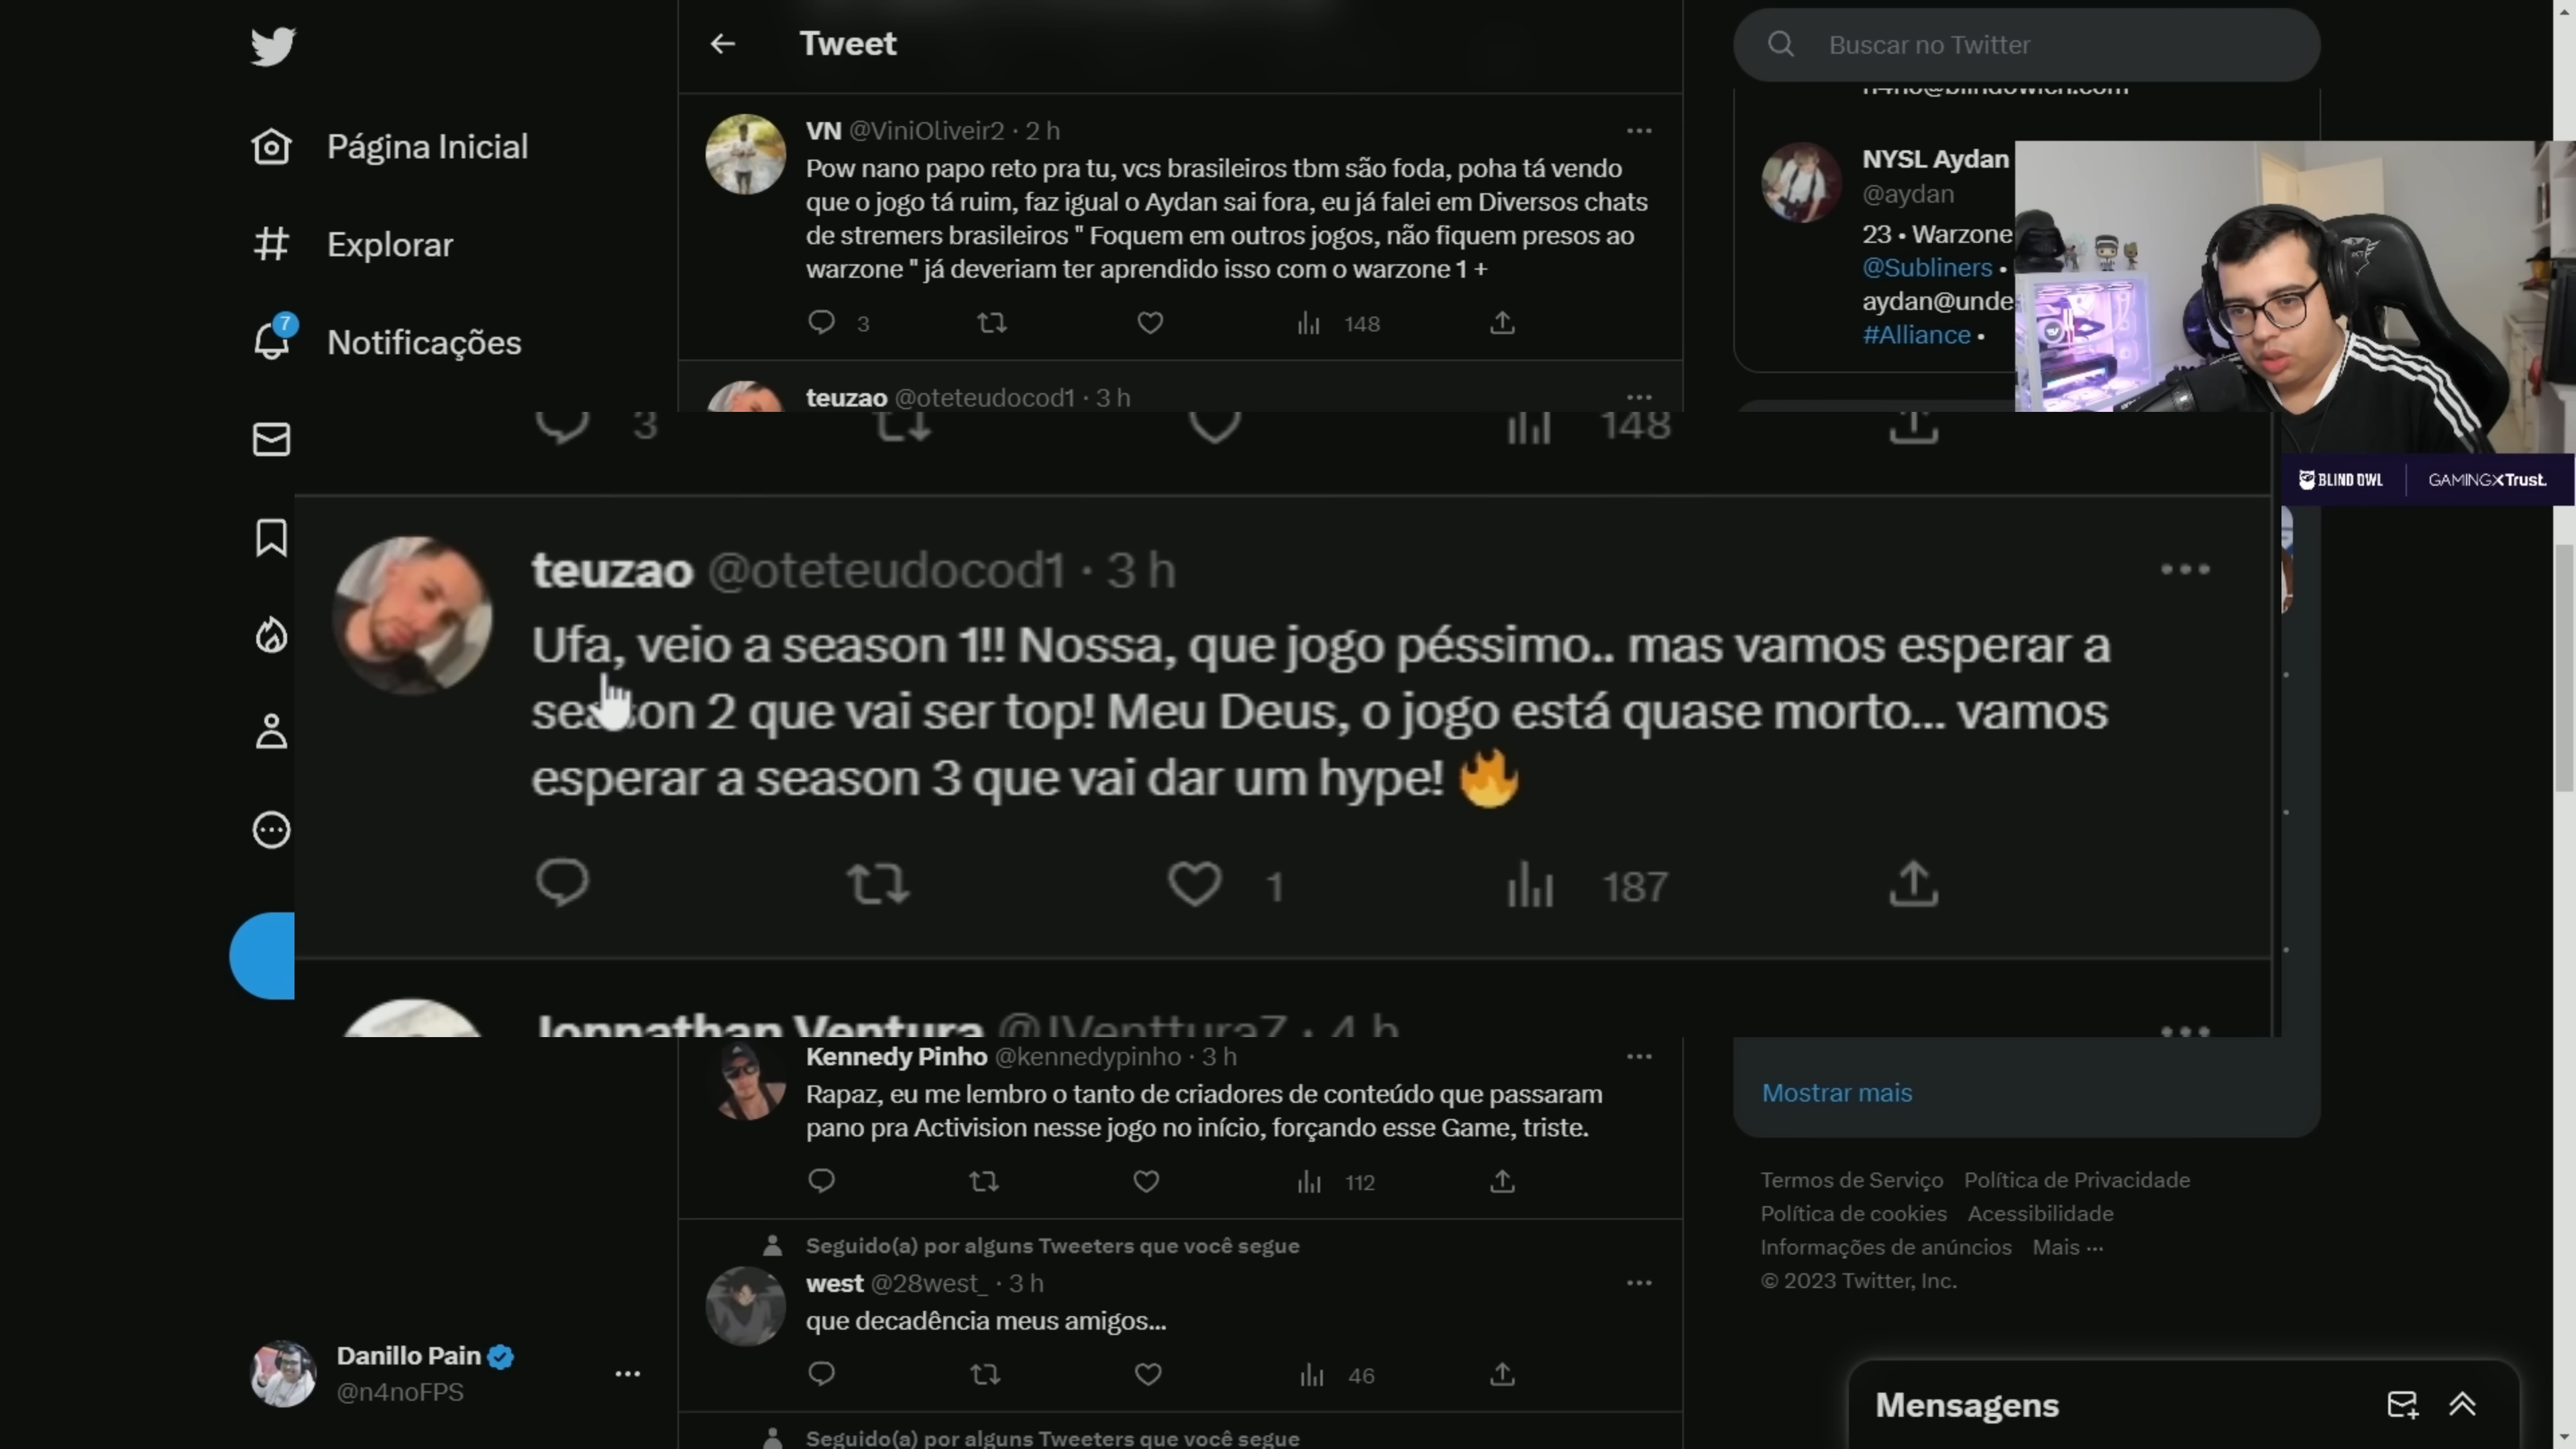 Tweet
Buscar no Twitter
Página Inicial
Explorar
7
Notificações
VN @ViniOliveir2 · 2 h
Pow nano papo reto pra tu, vcs brasileiros tbm são foda, poha tá vendo
que o jogo tá ruim, faz igual o Aydan sai fora, eu já falei em Diversos chats
de stremers brasileiros " Foquem em outros jogos, não fiquem presos ao
warzone " já deveriam ter aprendido isso com o warzone 1 +
3 148
teuzao @oteteudocod1 · 3 h
NYSL Aydan
@aydan
23 • Warzone
@Subliners •
aydan@unde
#Alliance •
BLIND OWL
GAMINGXTrust.
3 148
teuzao @oteteudocod1 · 3 h
Ufa, veio a season 1!! Nossa, que jogo péssimo.. mas vamos esperar a
season 2 que vai ser top! Meu Deus, o jogo está quase morto... vamos
esperar a season 3 que vai dar um hype! 🔥
1 187
Jonnathan Ventura @JVenttura7 · 4 h
Kennedy Pinho @kennedypinho · 3 h
Rapaz, eu me lembro o tanto de criadores de conteúdo que passaram
pano pra Activision nesse jogo no início, forçando esse Game, triste.
112
Seguido(a) por alguns Tweeters que você segue
west @28west_ · 3 h
que decadência meus amigos...
46
Seguido(a) por alguns Tweeters que você segue
Danillo Pain
@n4noFPS
Mostrar mais
Termos de Serviço Política de Privacidade
Política de cookies Acessibilidade
Informações de anúncios Mais ···
© 2023 Twitter, Inc.
Mensagens